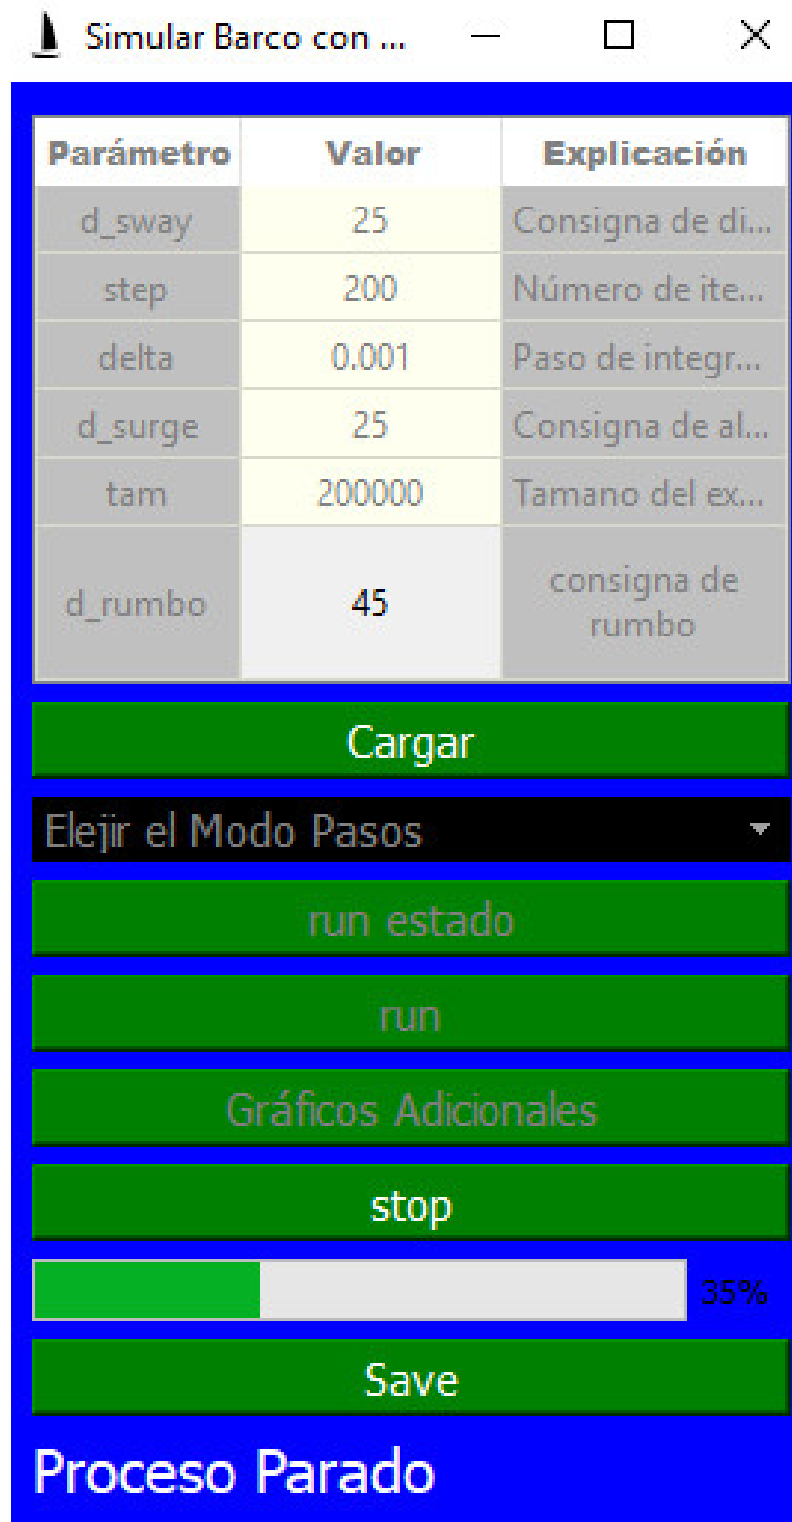 Simular Barco con ...
Parámetro Valor Explicación
d_sway 25 Consigna de di...
step 200 Número de ite...
delta 0.001 Paso de integr...
d_surge 25 Consigna de al...
tam 200000 Tamano del ex...
d_rumbo 45 consigna de
rumbo
Cargar
Elejir el Modo Pasos
run estado
run
Gráficos Adicionales
stop
35%
Save
Proceso Parado